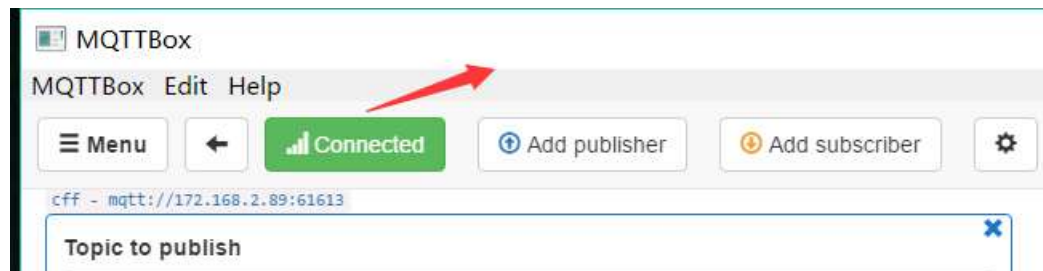 MQTTBox
MQTTBox Edit Help
Menu Connected Add publisher Add subscriber
cff - mqtt://172.168.2.89:61613
Topic to publish